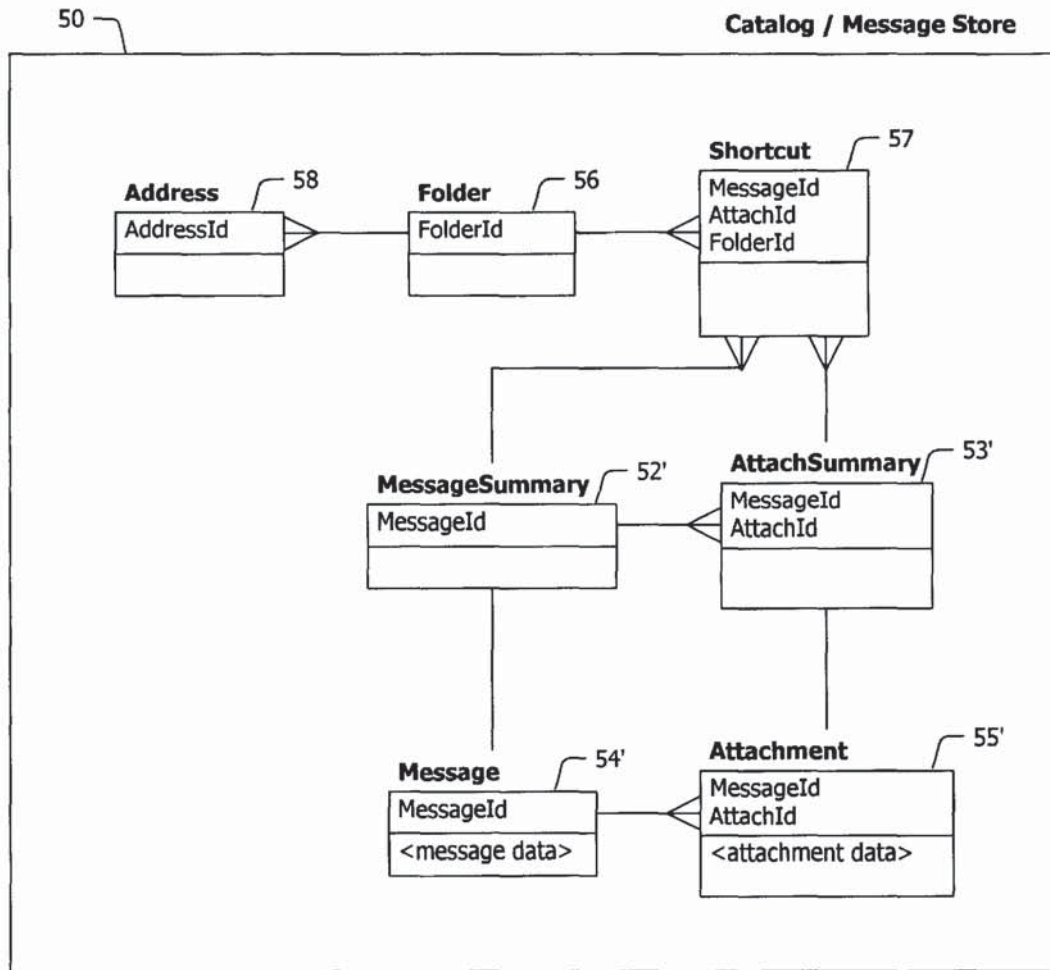 50
Catalog / Message Store
Shortcut
57
MessageId
AttachId
FolderId
Address
58
AddressId
Folder
56
FolderId
MessageSummary
52'
MessageId
AttachSummary
53'
MessageId
AttachId
Message
54'
MessageId
<message data>
Attachment
55'
MessageId
AttachId
<attachment data>